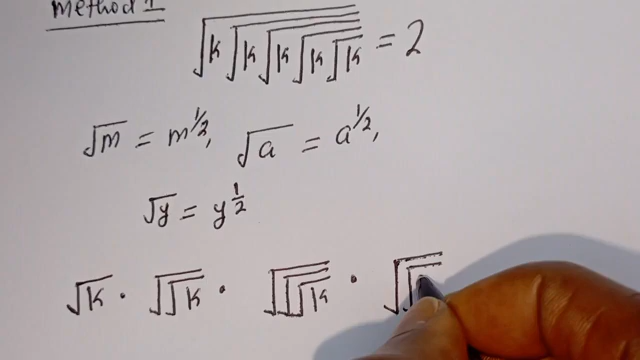 Method 1
√(k√(k√(k√(k√k)))) = 2
√m = m^1/2, √a = a^1/2,
√y = y^1/2
√k · √√k · √√√k · √√